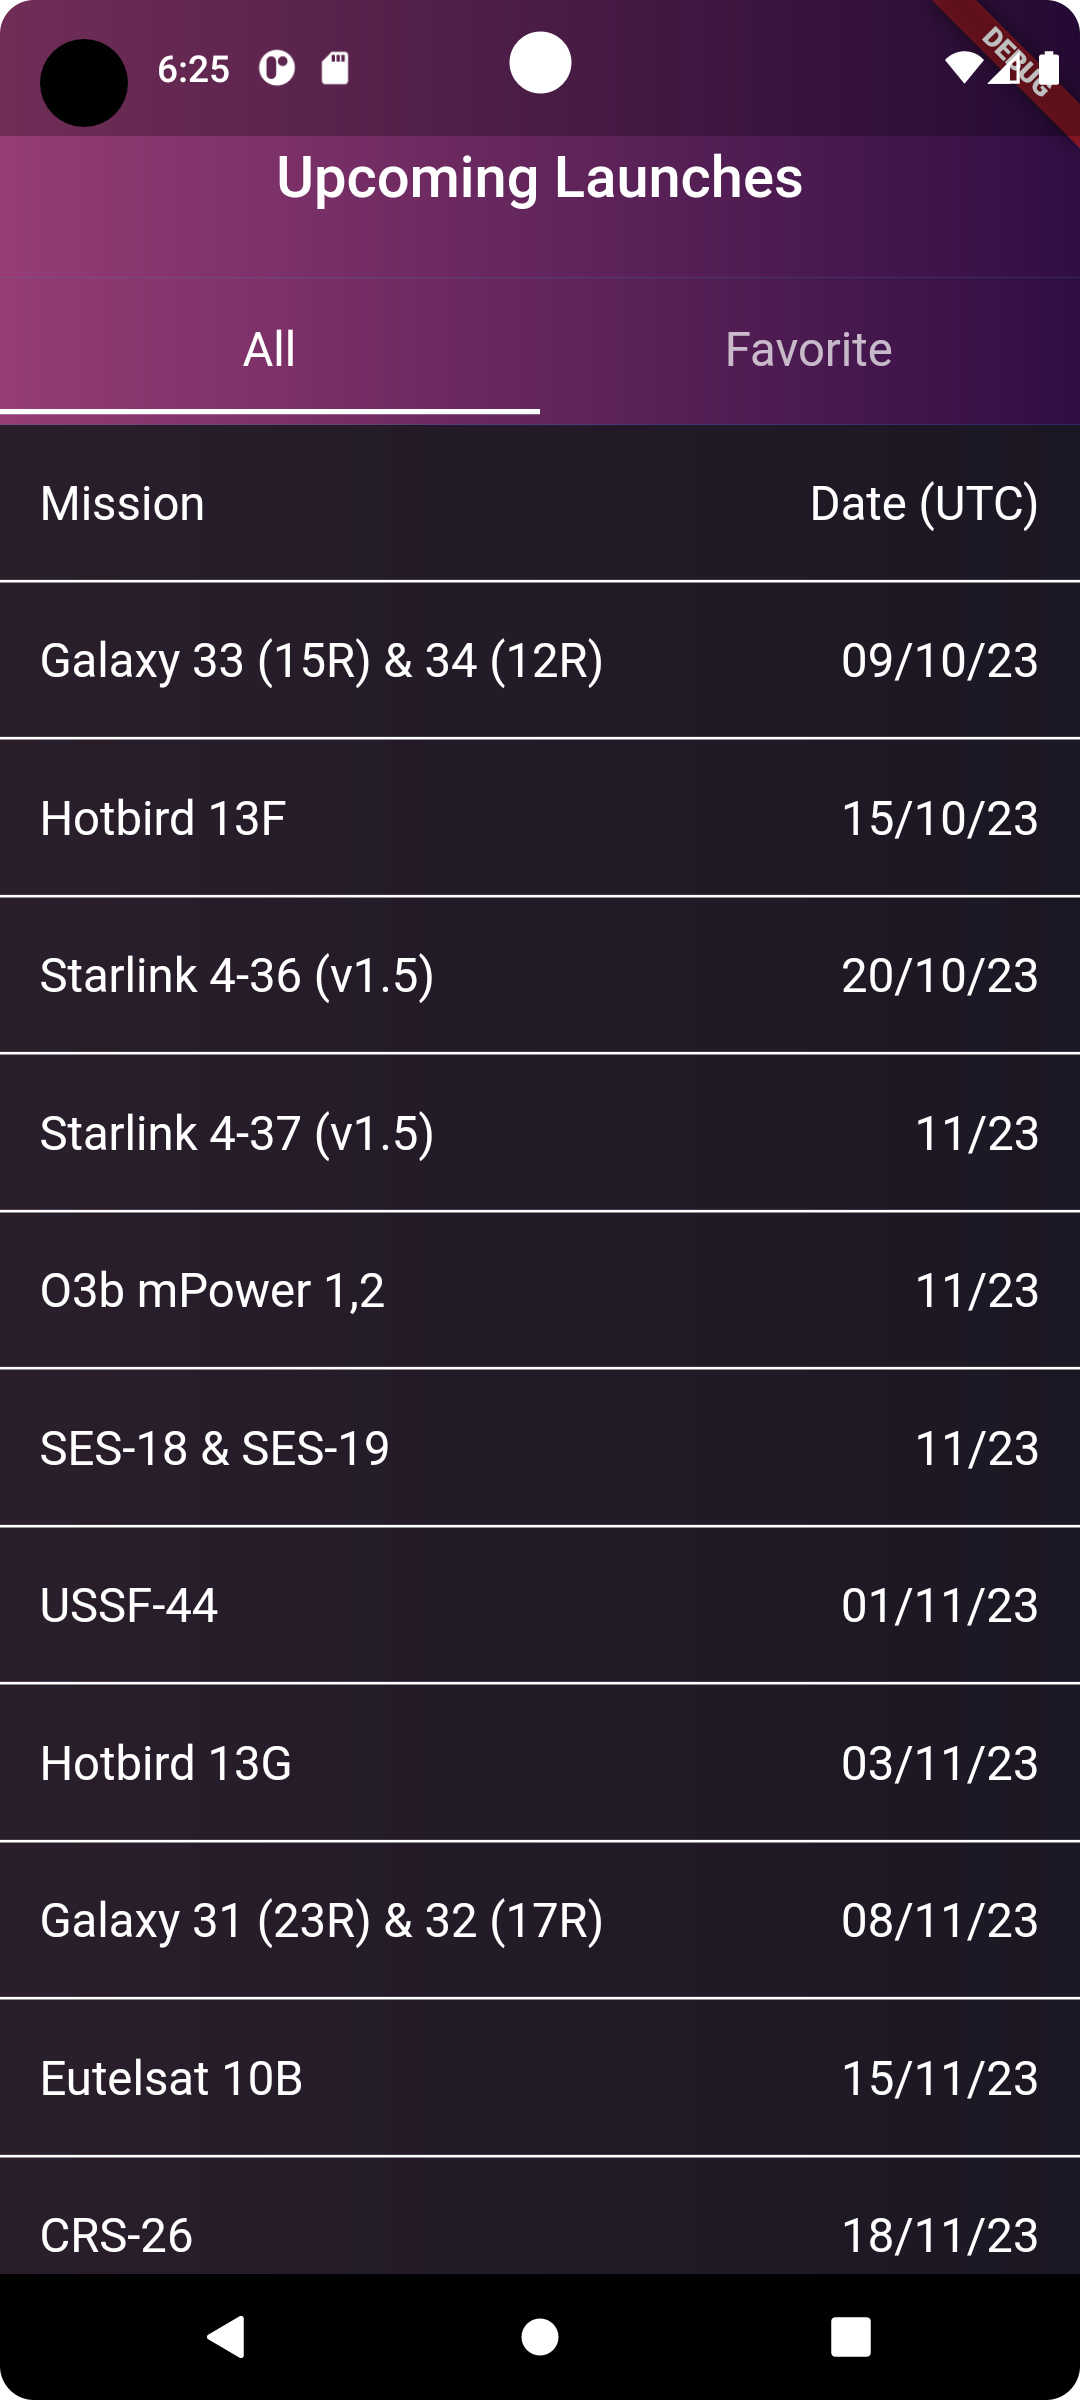 6:25
DEBUG
Upcoming Launches
All Favorite
Mission Date (UTC)
Galaxy 33 (15R) & 34 (12R) 09/10/23
Hotbird 13F 15/10/23
Starlink 4-36 (v1.5) 20/10/23
Starlink 4-37 (v1.5) 11/23
O3b mPower 1,2 11/23
SES-18 & SES-19 11/23
USSF-44 01/11/23
Hotbird 13G 03/11/23
Galaxy 31 (23R) & 32 (17R) 08/11/23
Eutelsat 10B 15/11/23
CRS-26 18/11/23